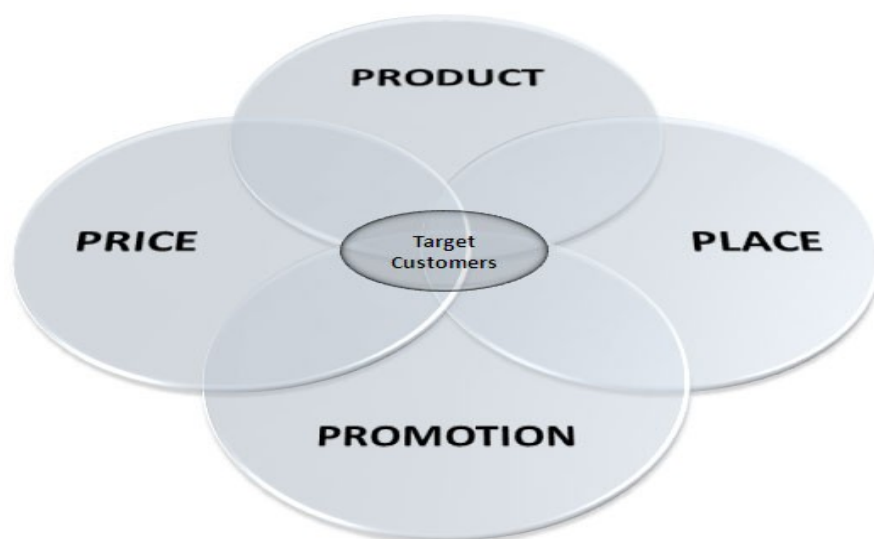 PRODUCT
PRICE
Target
Customers
PLACE
PROMOTION